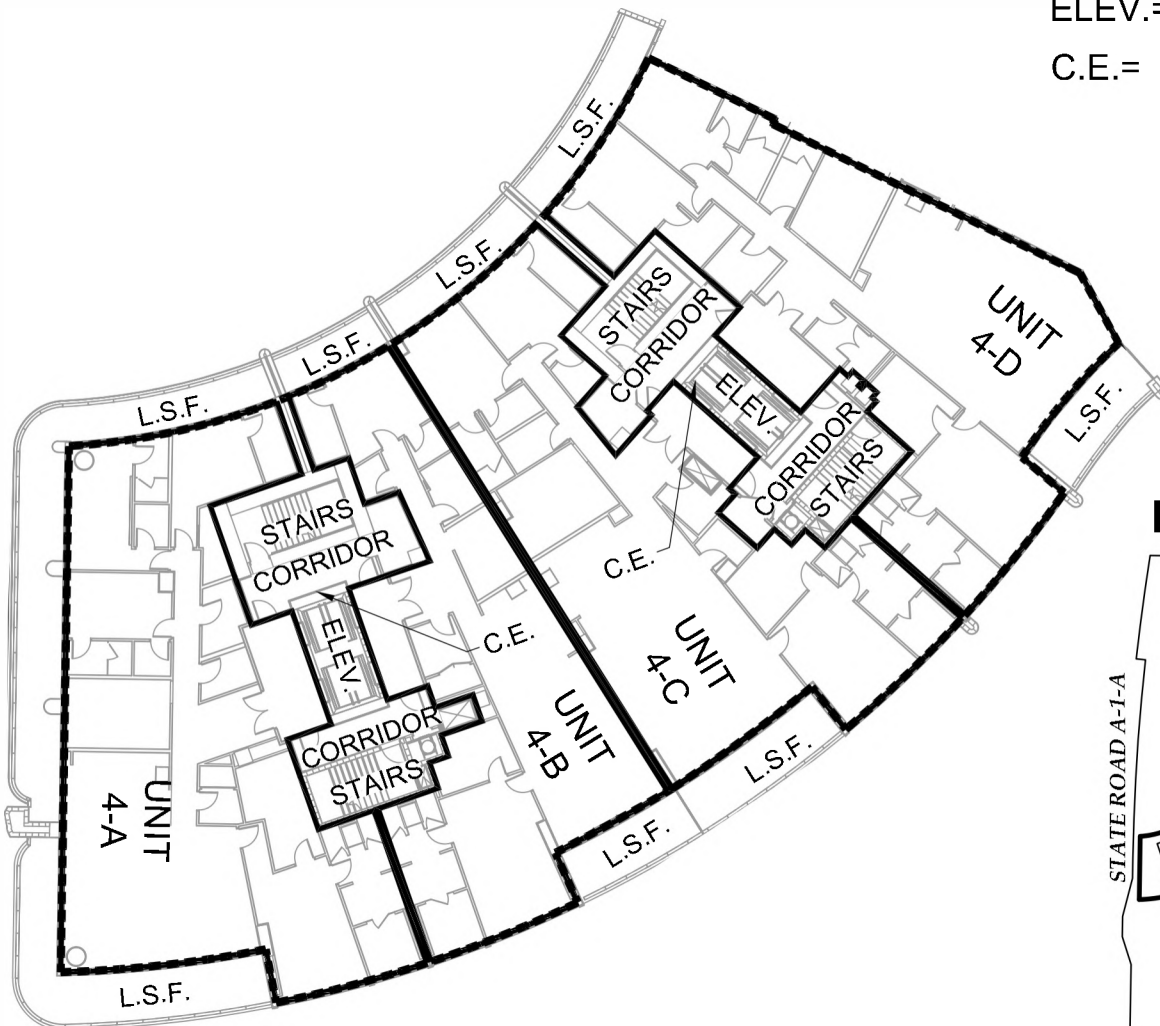 ELEV.=
C.E.=
L.S.F.
L.S.F.
L.S.F.
L.S.F.
STAIRS
CORRIDOR
ELEV.
CORRIDOR
STAIRS
UNIT
4-D
L.S.F.
C.E.
STAIRS
CORRIDOR
ELEV.
C.E.
CORRIDOR
STAIRS
UNIT
4-A
UNIT
4-B
UNIT
4-C
L.S.F.
L.S.F.
L.S.F.
STATE ROAD A-1-A